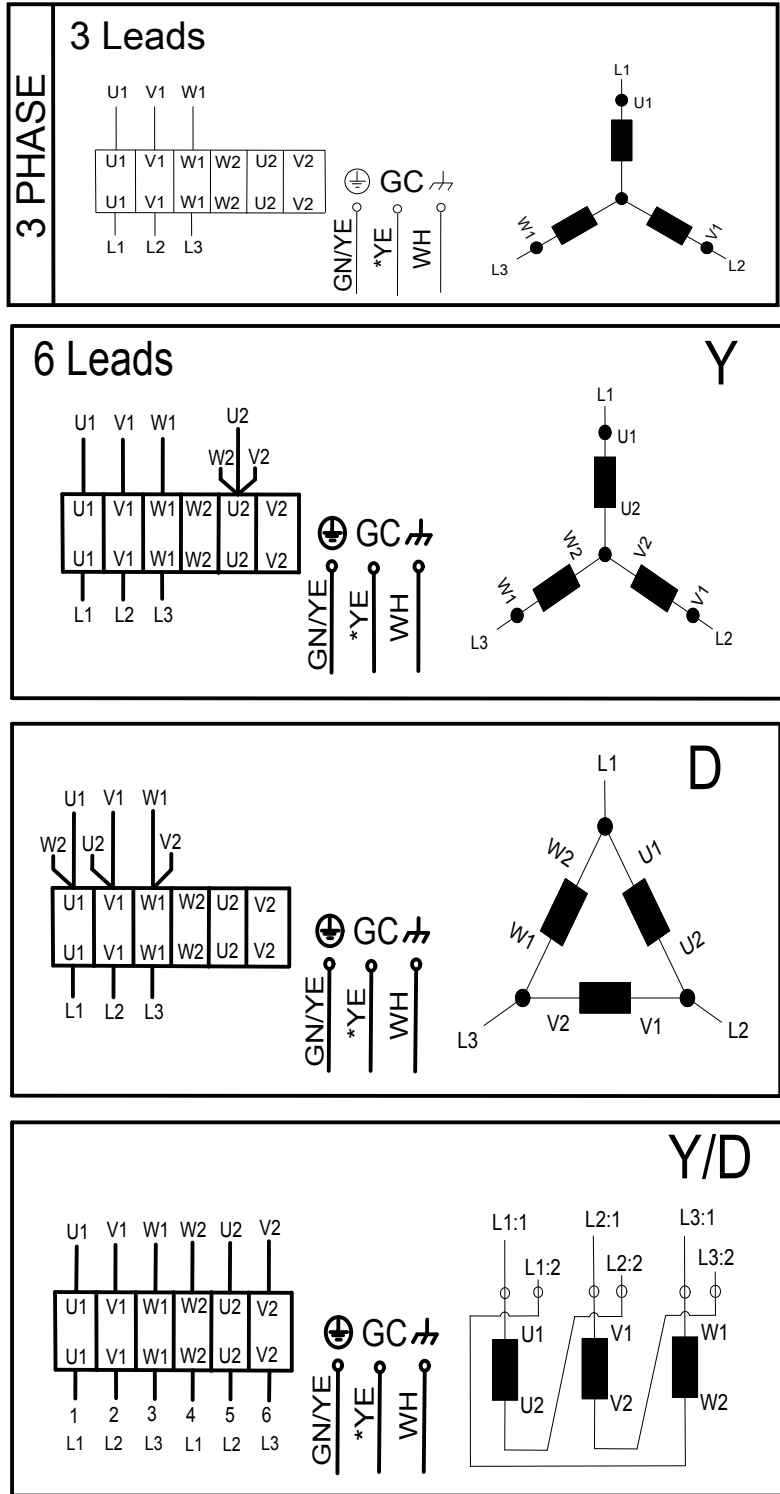 3 PHASE
3 Leads
U1 V1 W1
U1 V1 W1 W2 U2 V2
U1 V1 W1 W2 U2 V2
L1 L2 L3
GC
GN/YE *YE WH
L1
U1
W1 V1
L3 L2
6 Leads
Y
U1 V1 W1 U2
W2 V2
U1 V1 W1 W2 U2 V2
U1 V1 W1 W2 U2 V2
L1 L2 L3
GC
GN/YE *YE WH
L1
U1
U2
W2 V2
W1 V1
L3 L2
D
U1 V1 W1
W2 U2 V2
U1 V1 W1 W2 U2 V2
U1 V1 W1 W2 U2 V2
L1 L2 L3
GC
GN/YE *YE WH
L1
W2 U1
W1 U2
V2 V1
L3 L2
Y/D
U1 V1 W1 W2 U2 V2
U1 V1 W1 W2 U2 V2
U1 V1 W1 W2 U2 V2
1 2 3 4 5 6
L1 L2 L3 L1 L2 L3
GC
GN/YE *YE WH
L1:1 L2:1 L3:1
L1:2 L2:2 L3:2
U1 V1 W1
U2 V2 W2